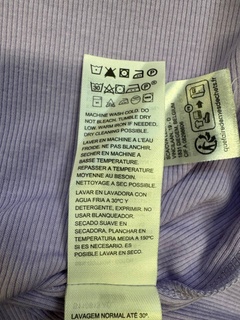 MACHINE WASH COLD. DO
NOT BLEACH. TUMBLE DRY
LOW. WARM IRON IF NEEDED.
DRY CLEANING POSSIBLE.
LAVER EN MACHINE A L'EAU
FROIDE. NE PAS BLANCHIR.
SECHER EN MACHINE A
BASSE TEMPERATURE.
REPASSER A TEMPERATURE
MOYENNE AU BESOIN.
NETTOYAGE A SEC POSSIBLE.
LAVAR EN LAVADORA CON
AGUA FRIA A 30ºC Y
DETERGENTE, EXPRIMIR. NO
USAR BLANQUEADOR.
SECADO SUAVE EN
SECADORA, PLANCHAR EN
TEMPERATURA MEDIA A 150ºC
SI ES NECESARIO. ES
POSIBLE LAVAR EN SECO.
LAVAGEM NORMAL ATÉ 30º.